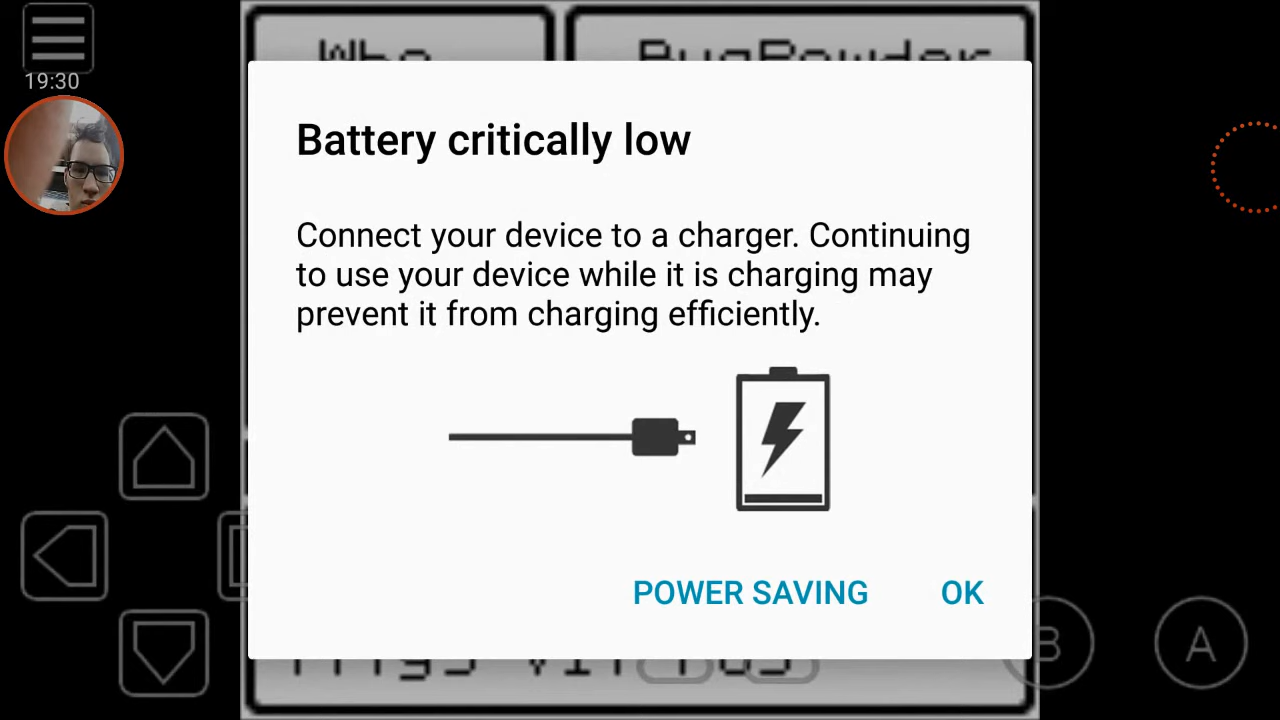 19:30
Who
BugPowder
Battery critically low
Connect your device to a charger. Continuing
to use your device while it is charging may
prevent it from charging efficiently.
POWER SAVING
OK
B
A